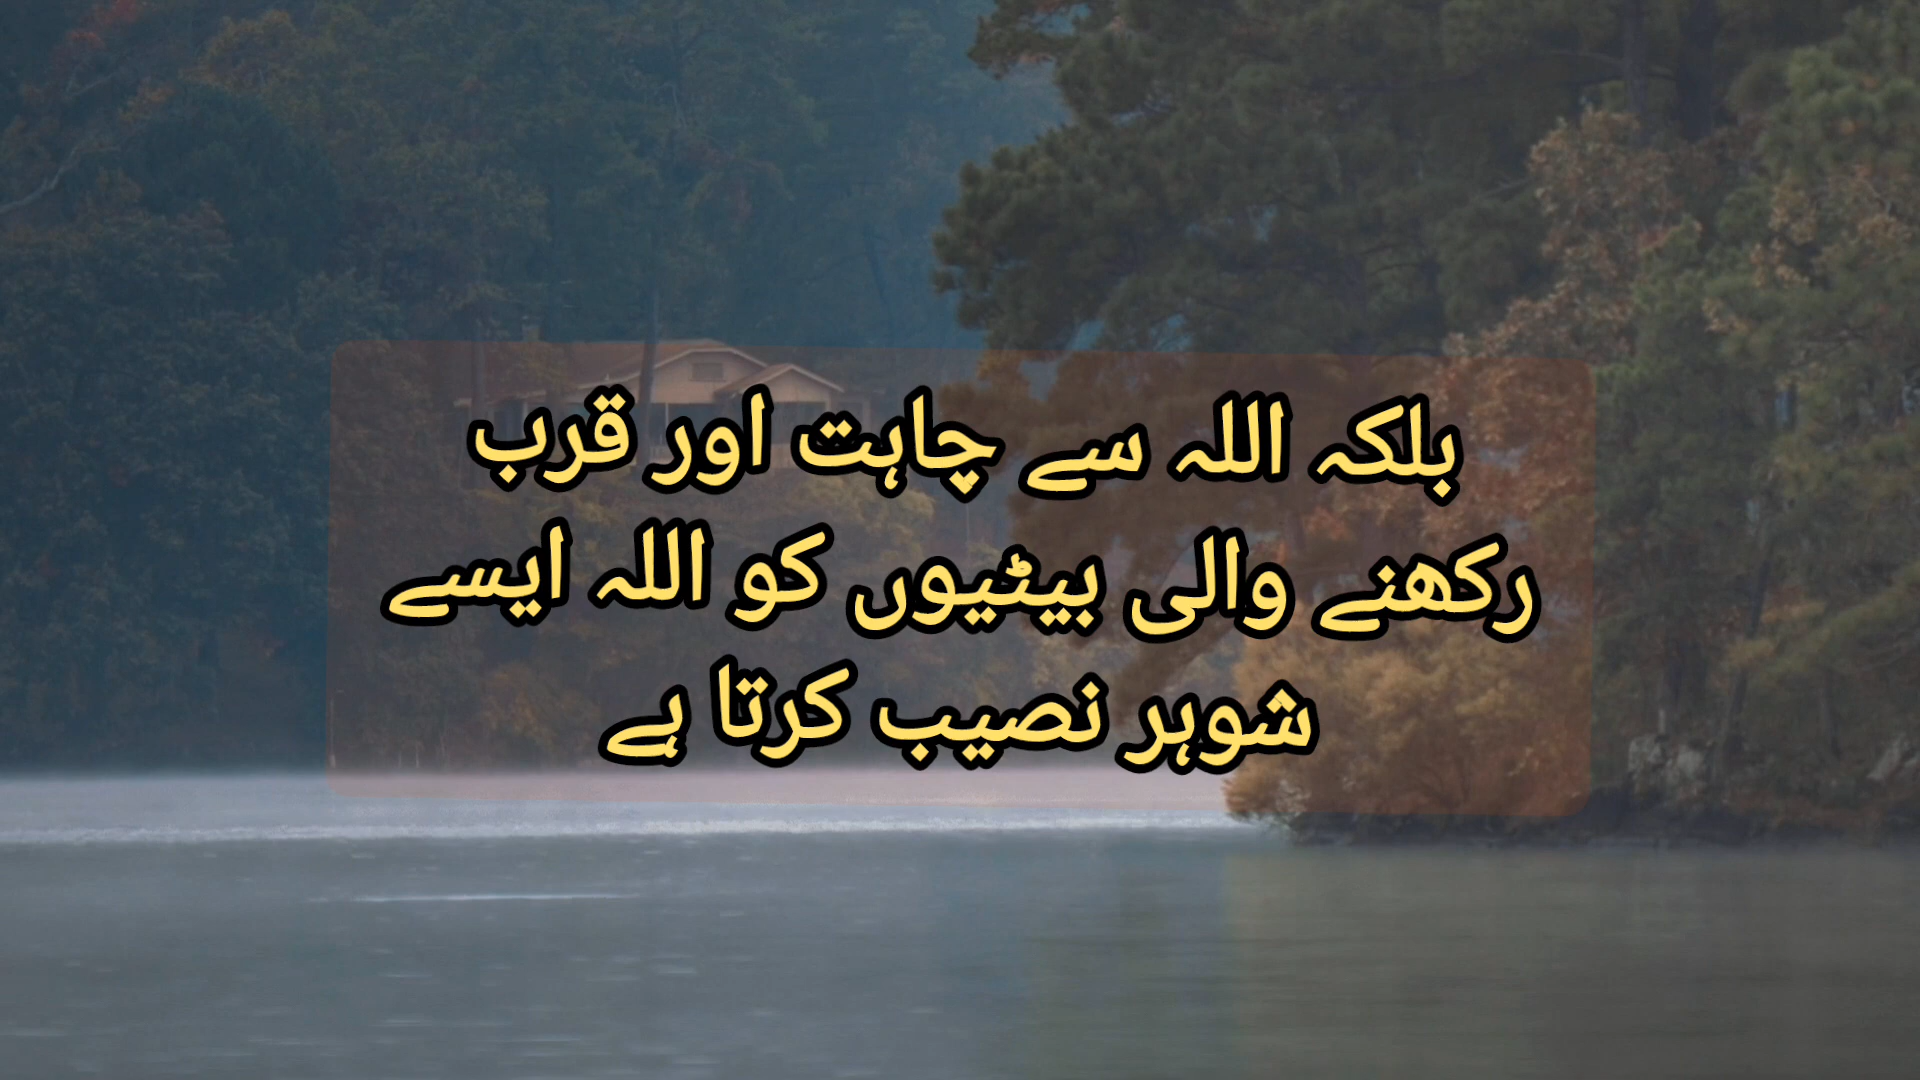 بلکہ اللہ سے چاہت اور قرب
رکھنے والی بیٹیوں کو اللہ ایسے
شوہر نصیب کرتا ہے